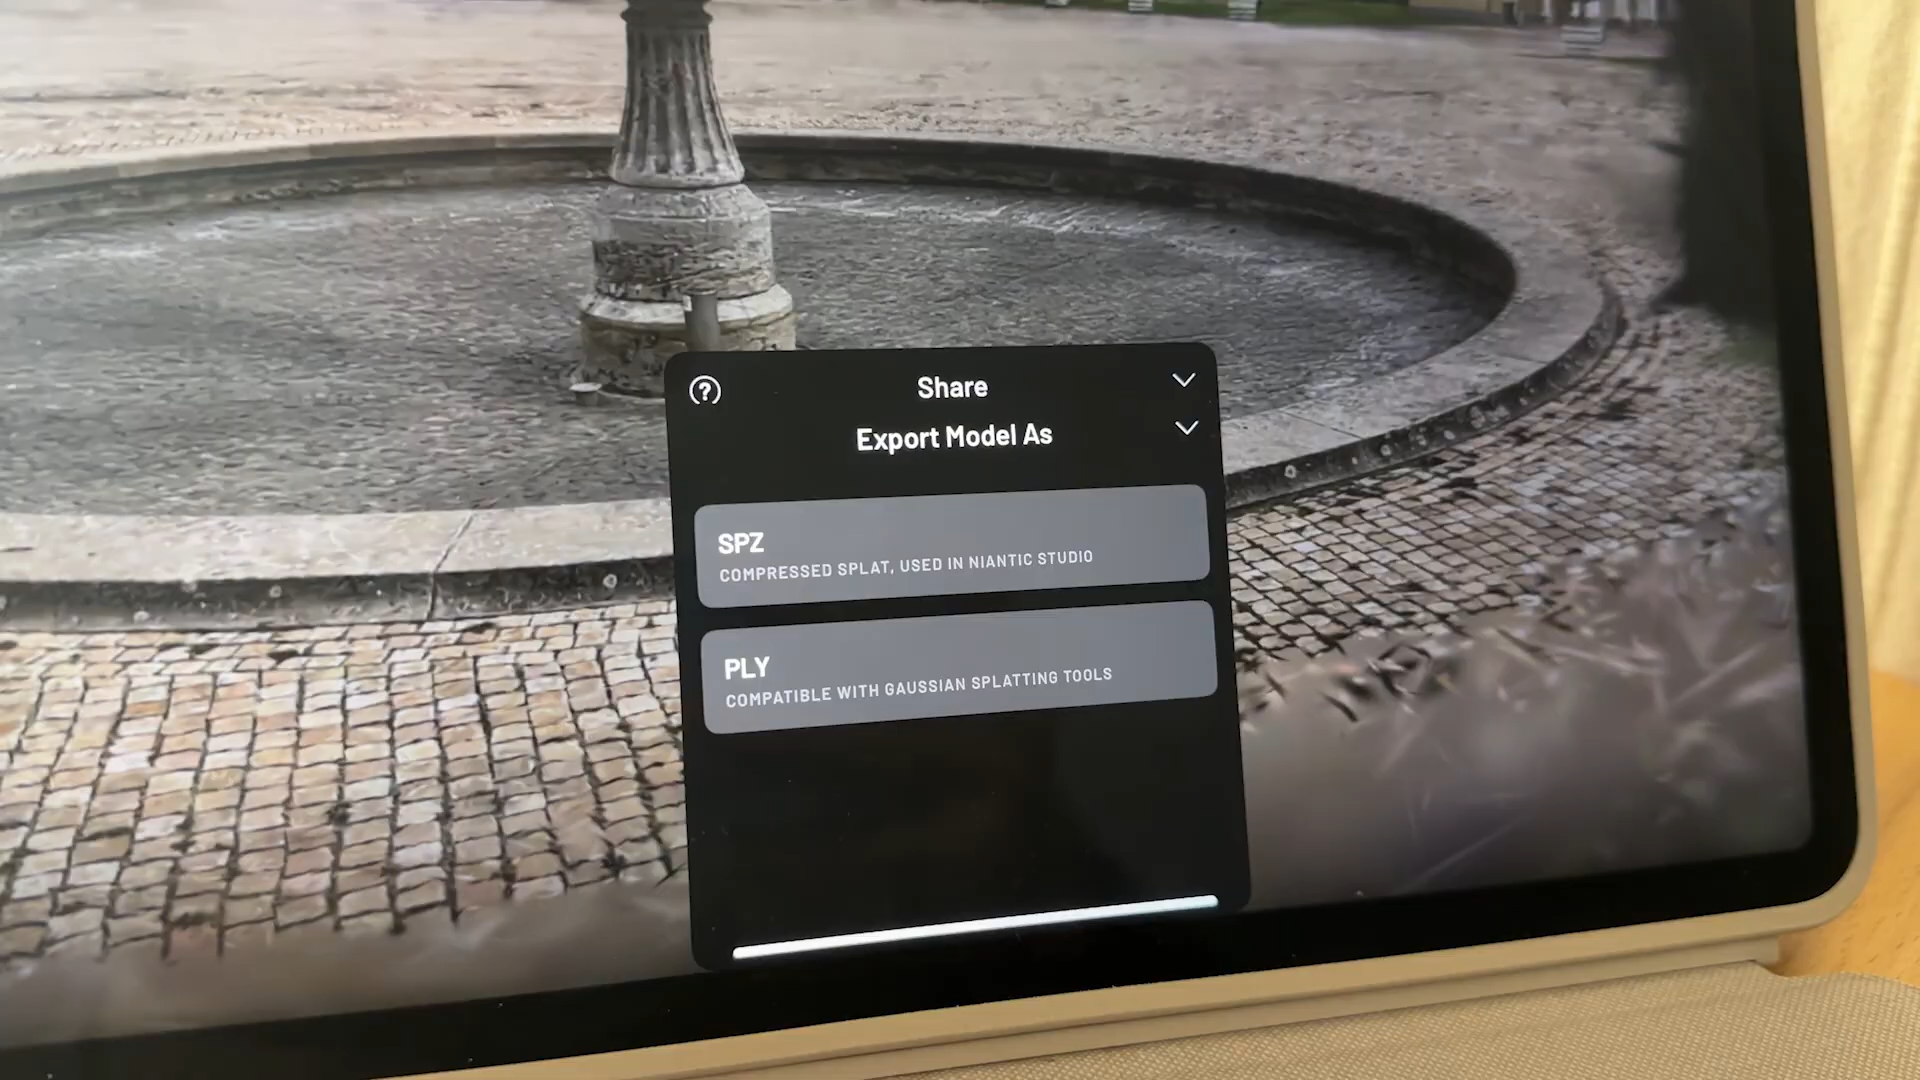 ?
Share
Export Model As
SPZ
COMPRESSED SPLAT, USED IN NIANTIC STUDIO
PLY
COMPATIBLE WITH GAUSSIAN SPLATTING TOOLS